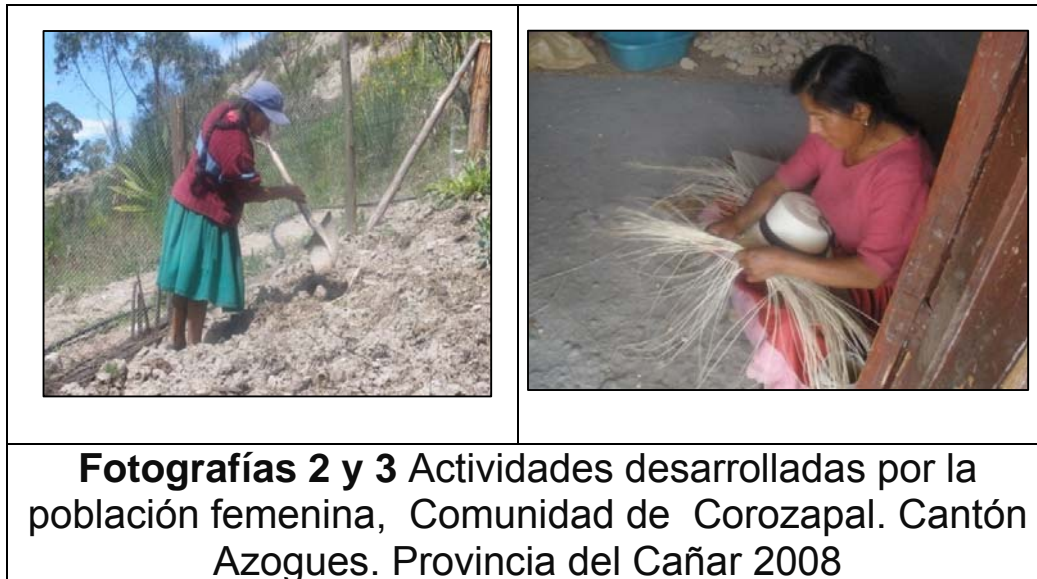 Fotografías 2 y 3 Actividades desarrolladas por la
población femenina, Comunidad de Corozapal. Cantón
Azogues. Provincia del Cañar 2008